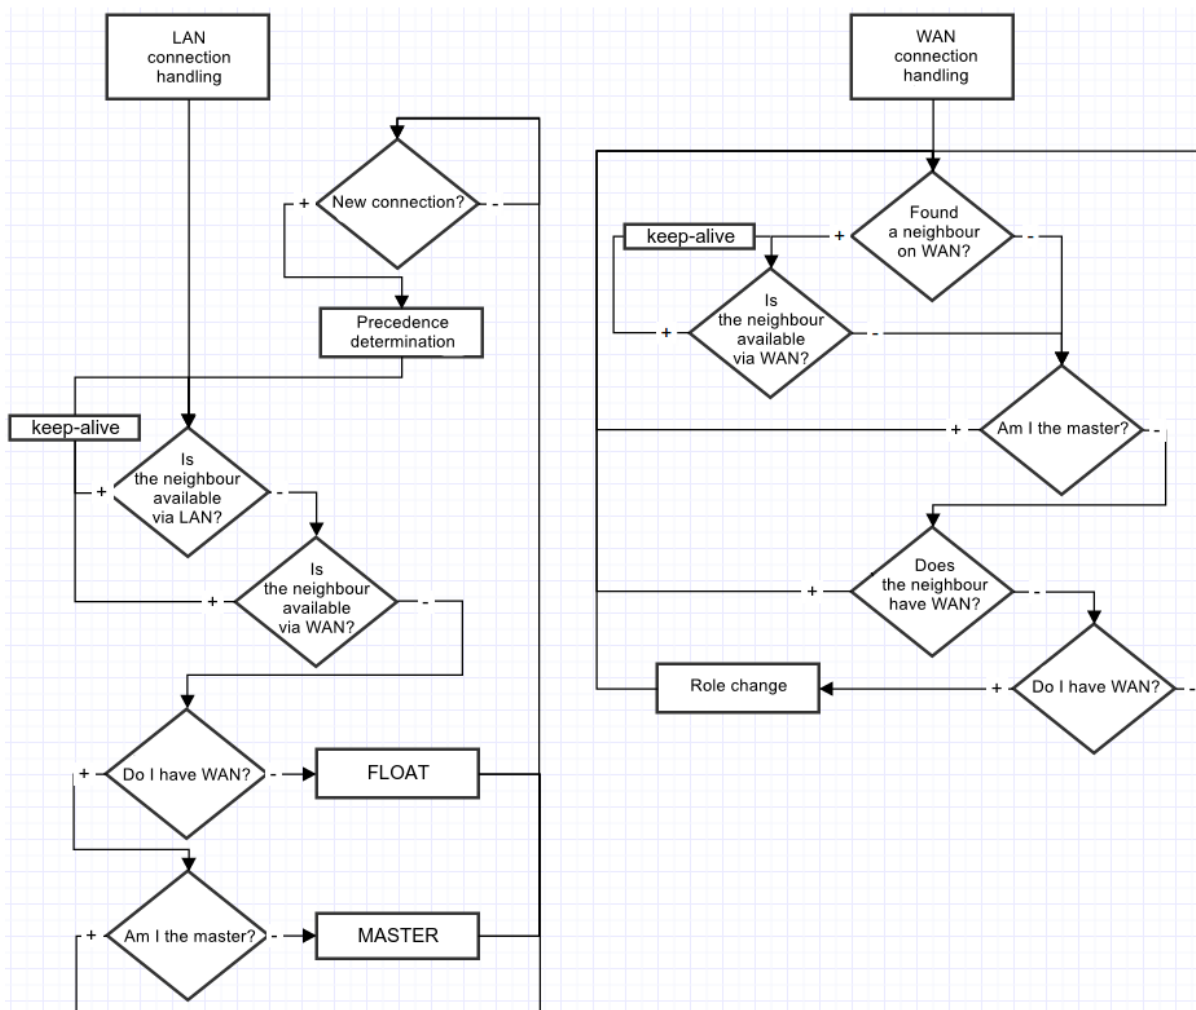 LAN
connection
handling
New connection?
+
-
Precedence
determination
keep-alive
Is
the neighbour
available
via LAN?
+
-
Is
the neighbour
available
via WAN?
+
-
Do I have WAN?
+
-
FLOAT
Am I the master?
+
-
MASTER
WAN
connection
handling
Found
a neighbour
on WAN?
+
-
keep-alive
Is
the neighbour
available
via WAN?
+
-
Am I the master?
+
-
Does
the neighbour
have WAN?
+
-
Do I have WAN?
+
-
Role change